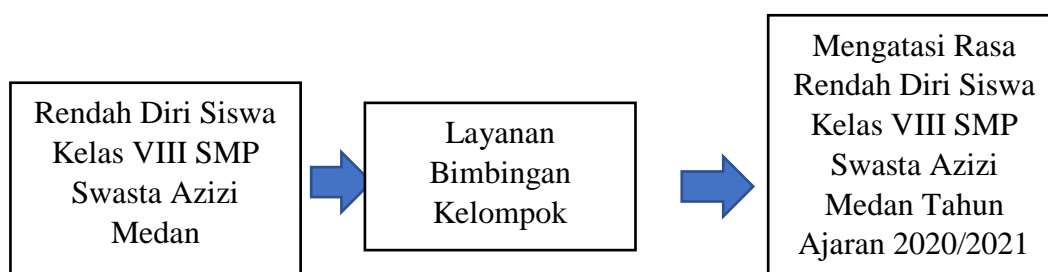 Rendah Diri Siswa
Kelas VIII SMP
Swasta Azizi
Medan
Layanan
Bimbingan
Kelompok
Mengatasi Rasa
Rendah Diri Siswa
Kelas VIII SMP
Swasta Azizi
Medan Tahun
Ajaran 2020/2021